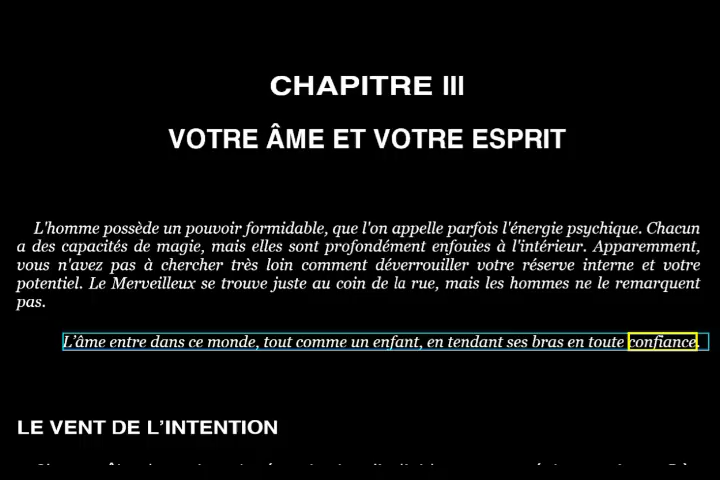 CHAPITRE III
VOTRE ÂME ET VOTRE ESPRIT
L'homme possède un pouvoir formidable, que l'on appelle parfois l'énergie psychique. Chacun
a des capacités de magie, mais elles sont profondément enfouies à l'intérieur. Apparemment,
vous n'avez pas à chercher très loin comment déverrouiller votre réserve interne et votre
potentiel. Le Merveilleux se trouve juste au coin de la rue, mais les hommes ne le remarquent
pas.
L’âme entre dans ce monde, tout comme un enfant, en tendant ses bras en toute confiance.
LE VENT DE L’INTENTION